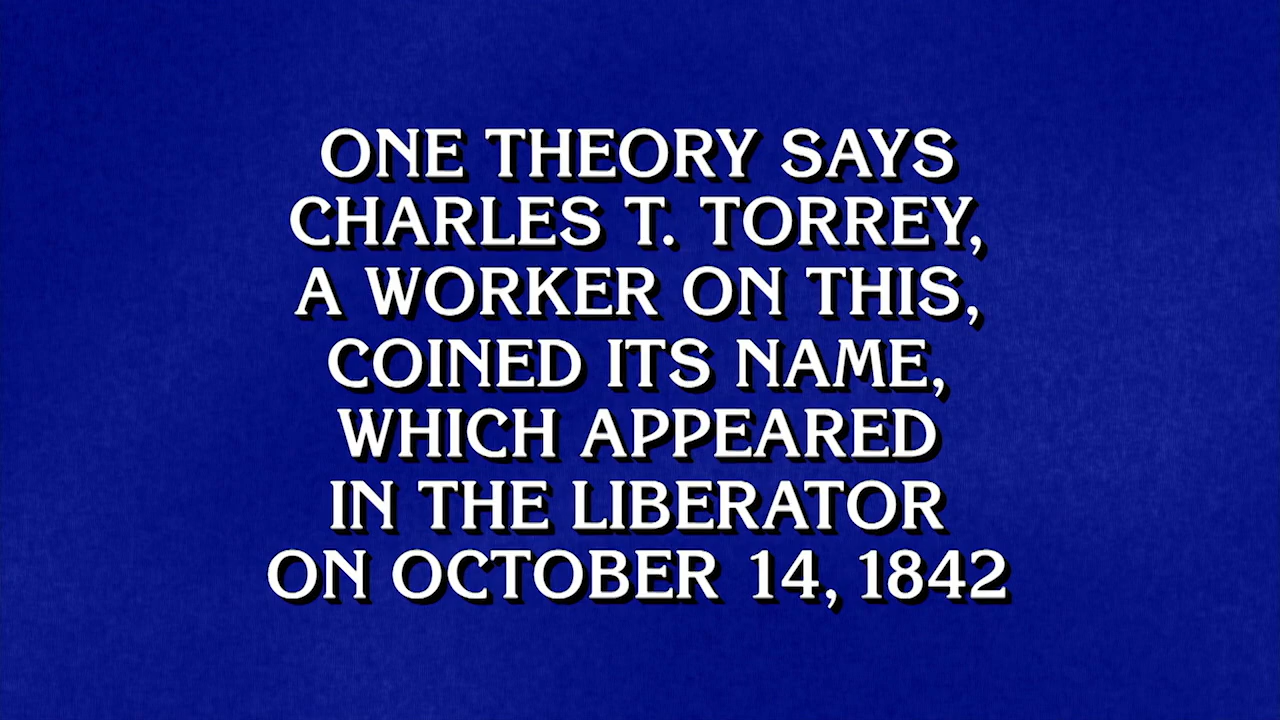 ONE THEORY SAYS
CHARLES T. TORREY,
A WORKER ON THIS,
COINED ITS NAME,
WHICH APPEARED
IN THE LIBERATOR
ON OCTOBER 14, 1842